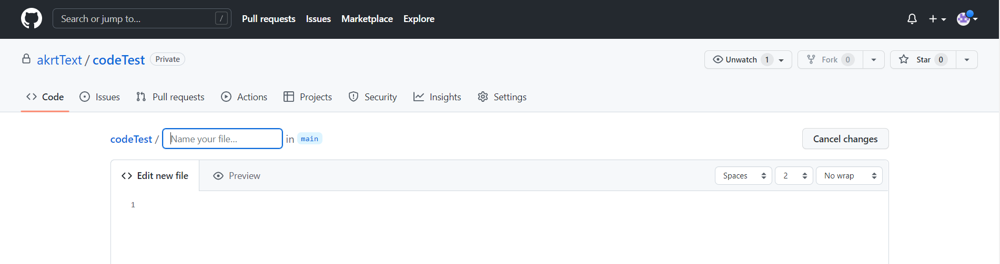 Search or jump to... / Pull requests Issues Marketplace Explore
akrtText / codeTest Private Unwatch 1 Fork 0 Star 0
Code Issues Pull requests Actions Projects Security Insights Settings
codeTest / Name your file... in main Cancel changes
Edit new file Preview Spaces 2 No wrap
1